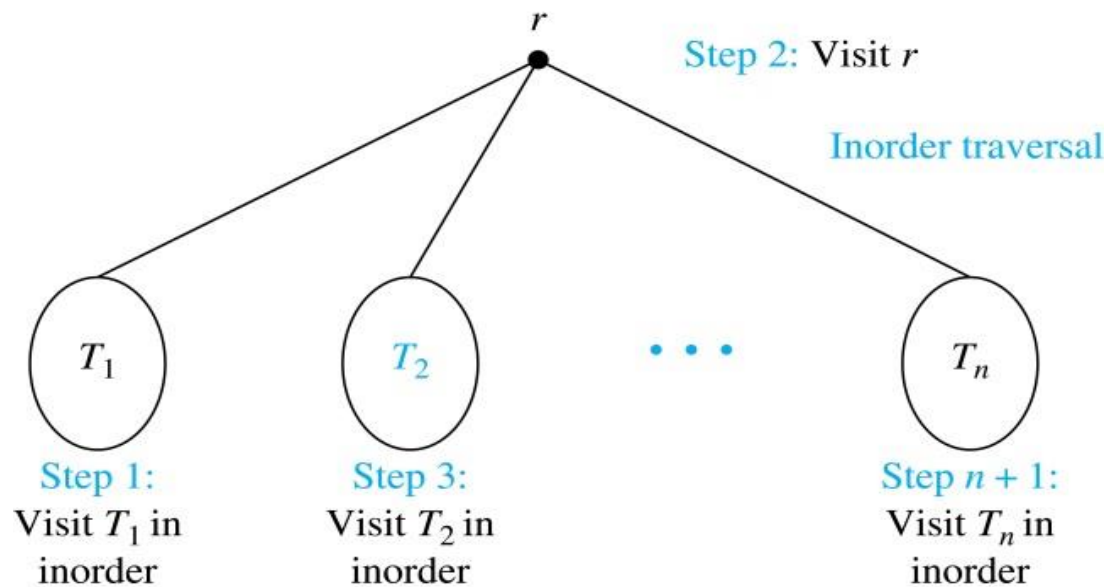 r
Step 2: Visit r
Inorder traversal
T₁
T₂
. . .
Tₙ
Step 1:
Visit T₁ in
inorder
Step 3:
Visit T₂ in
inorder
Step n + 1:
Visit Tₙ in
inorder